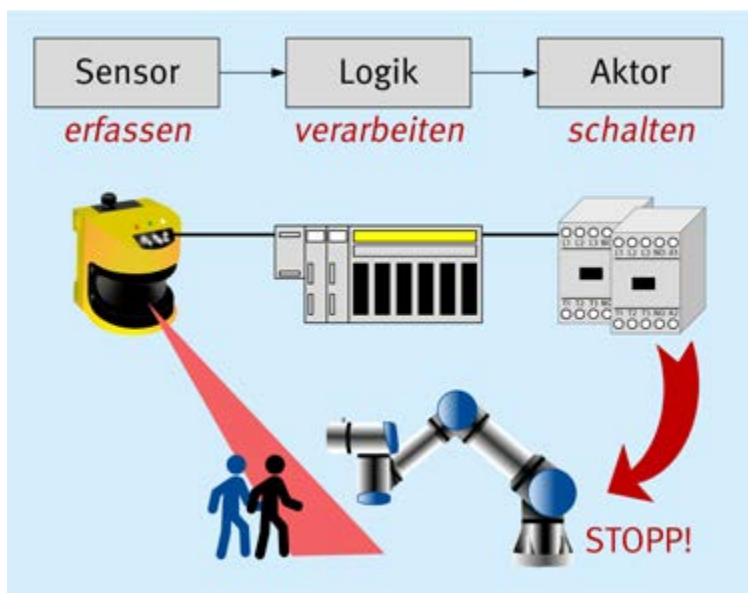 Sensor
Logik
Aktor
erfassen
verarbeiten
schalten
STOPP!